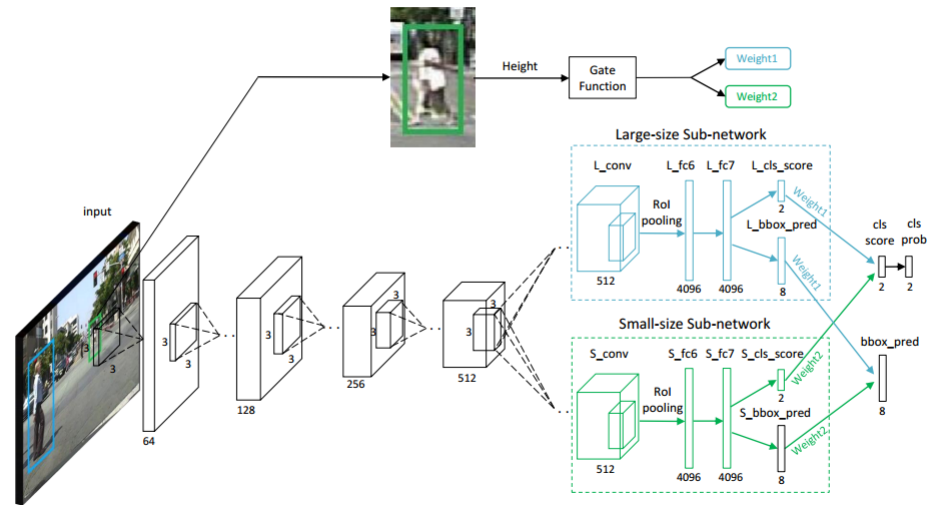 Height
Gate
Function
Weight1
Weight2
input
3
3
64
3
3
128
3
3
256
3
3
512
3
3
Large-size Sub-network
L_conv
L_fc6
L_fc7
L_cls_score
RoI
pooling
512
4096
4096
2
L_bbox_pred
8
Weight1
Weight1
Small-size Sub-network
S_conv
S_fc6
S_fc7
S_cls_score
RoI
pooling
512
4096
4096
2
S_bbox_pred
8
Weight2
Weight2
cls
score
2
cls
prob
2
bbox_pred
8